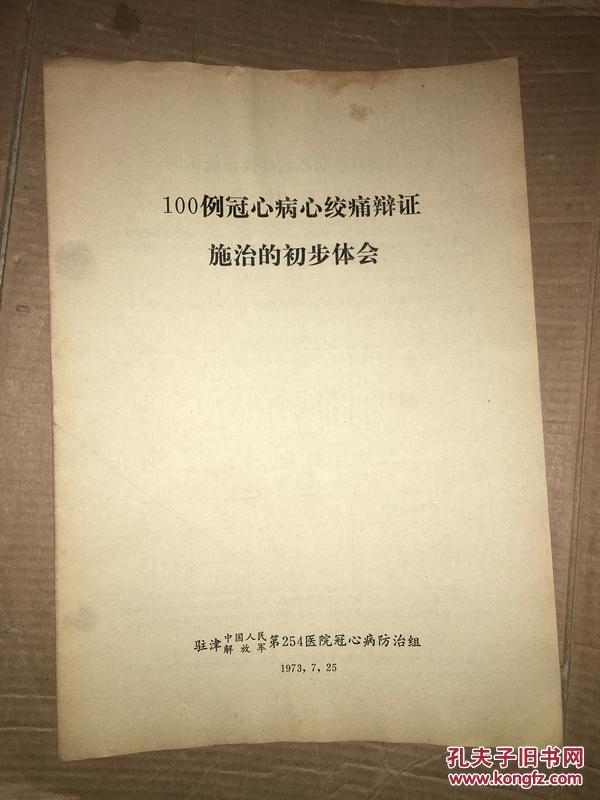 100例冠心病心绞痛辩证
施治的初步体会
驻津中国人民解放军第254医院冠心病防治组
1973，7，25
孔夫子旧书网
www.kongfz.com